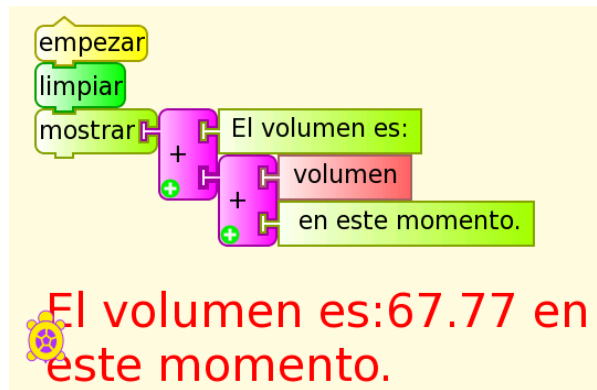 empezar
limpiar
mostrar + El volumen es:
+ volumen
en este momento.
El volumen es:67.77 en
este momento.